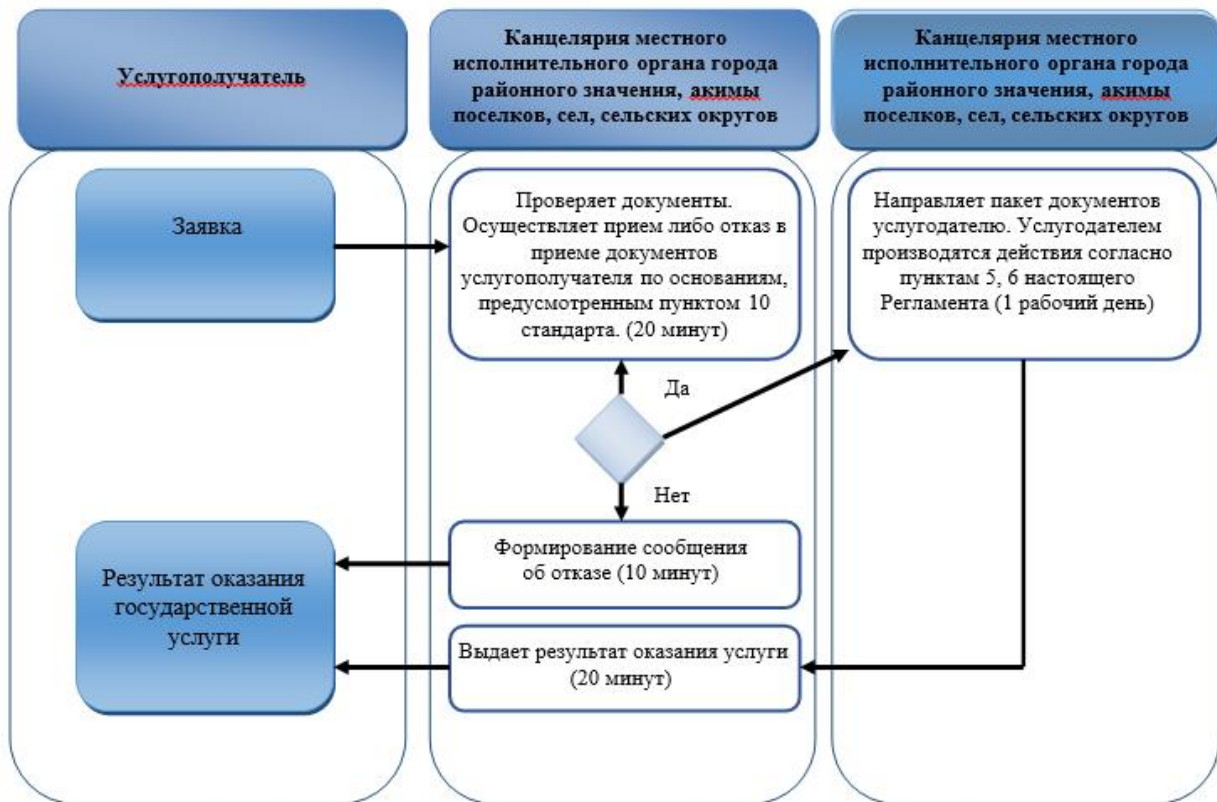 Услугополучатель
Канцелярия местного
исполнительного органа города
районного значения, акимы
поселков, сел, сельских округов
Канцелярия местного
исполнительного органа города
районного значения, акимы
поселков, сел, сельских округов
Заявка
Проверяет документы.
Осуществляет прием либо отказ в
приеме документов
услугополучателя по основаниям,
предусмотренным пунктом 10
стандарта. (20 минут)
Направляет пакет документов
услугодателю. Услугодателем
производятся действия согласно
пунктам 5, 6 настоящего
Регламента (1 рабочий день)
Да
Нет
Формирование сообщения
об отказе (10 минут)
Результат оказания
государственной
услуги
Выдает результат оказания услуги
(20 минут)